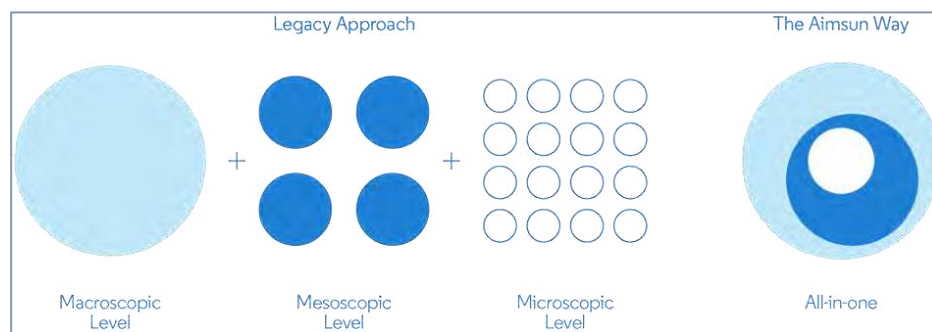 Legacy Approach
The Aimsun Way
+
+
Macroscopic
Level
Mesoscopic
Level
Microscopic
Level
All-in-one